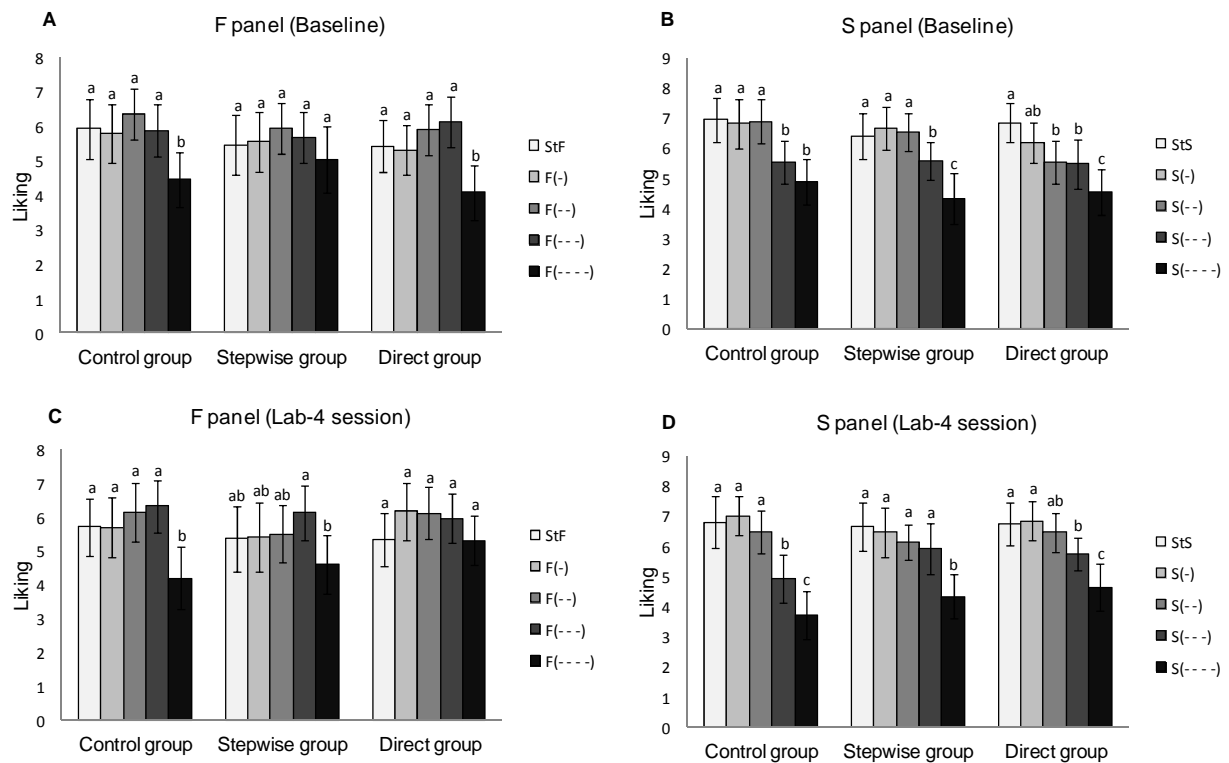 A
F panel (Baseline)
8
7
6
5
4
3
2
1
0
Liking
a a a a b
a a a a a
a a a a b
Control group Stepwise group Direct group
StF
F(-)
F(--)
F(---)
F(- - - -)
B
S panel (Baseline)
9
8
7
6
5
4
3
2
1
0
Liking
a a a b b
a a a b c
a ab b b c
Control group Stepwise group Direct group
StS
S(-)
S(--)
S(---)
S(- - - -)
C
F panel (Lab-4 session)
8
7
6
5
4
3
2
1
0
Liking
a a a a b
ab ab ab a b
a a a a a
Control group Stepwise group Direct group
StF
F(-)
F(--)
F(---)
F(- - - -)
D
S panel (Lab-4 session)
9
8
7
6
5
4
3
2
1
0
Liking
a a a b c
a a a a b
a a ab b c
Control group Stepwise group Direct group
StS
S(-)
S(--)
S(---)
S(- - - -)